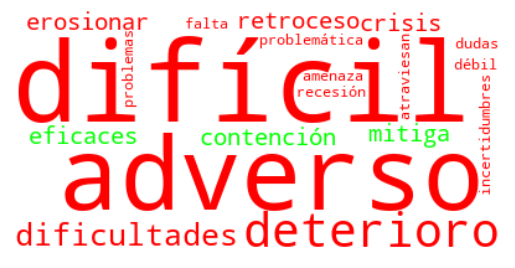 erosionar
falta
retroceso
crisis
problemas
difícil
problemática
atraviesan
dudas
débil
amenaza
recesión
incertidumbres
eficaces
contención
mitiga
adverso
dificultades
deterioro